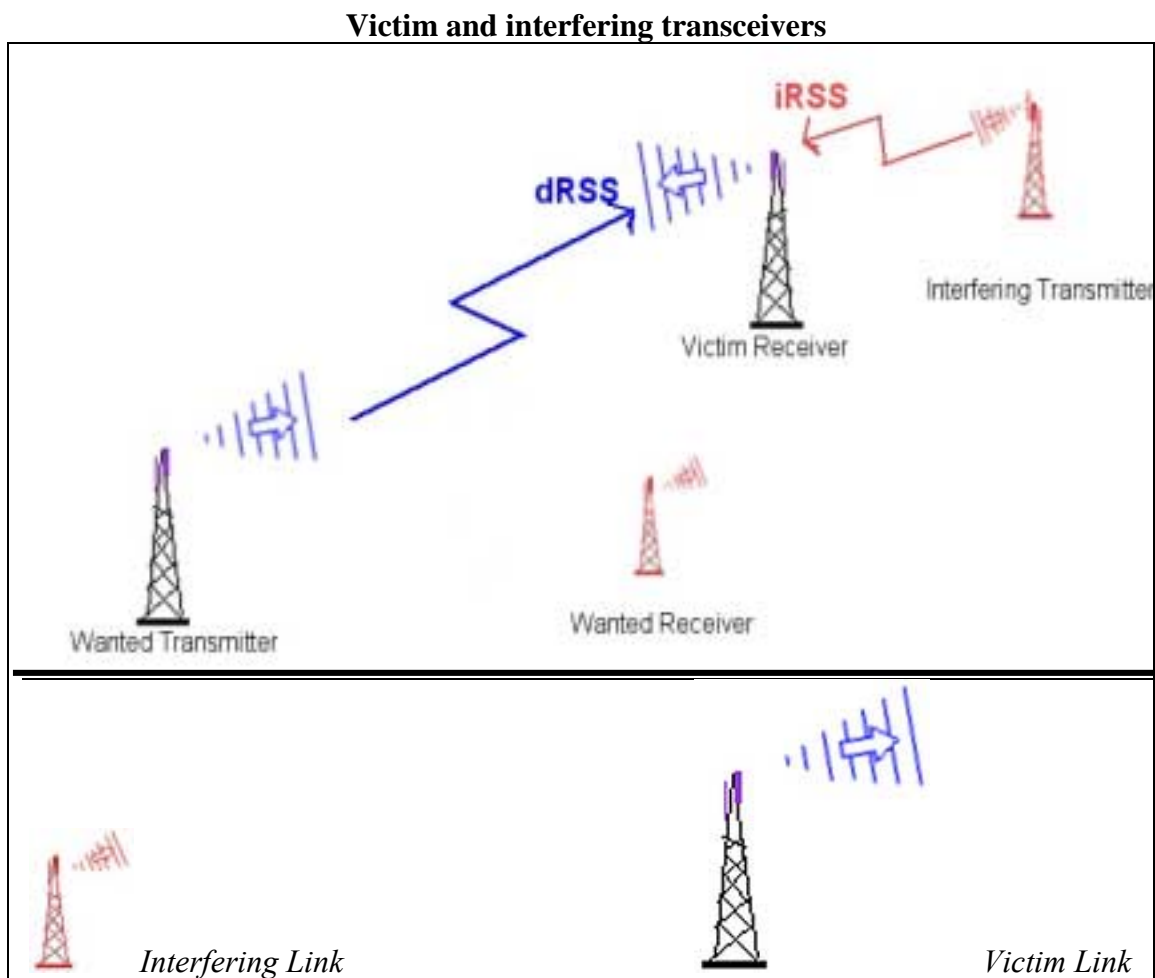 Victim and interfering transceivers
iRSS
dRSS
Interfering Transmitter
Victim Receiver
Wanted Receiver
Wanted Transmitter
Interfering Link
Victim Link